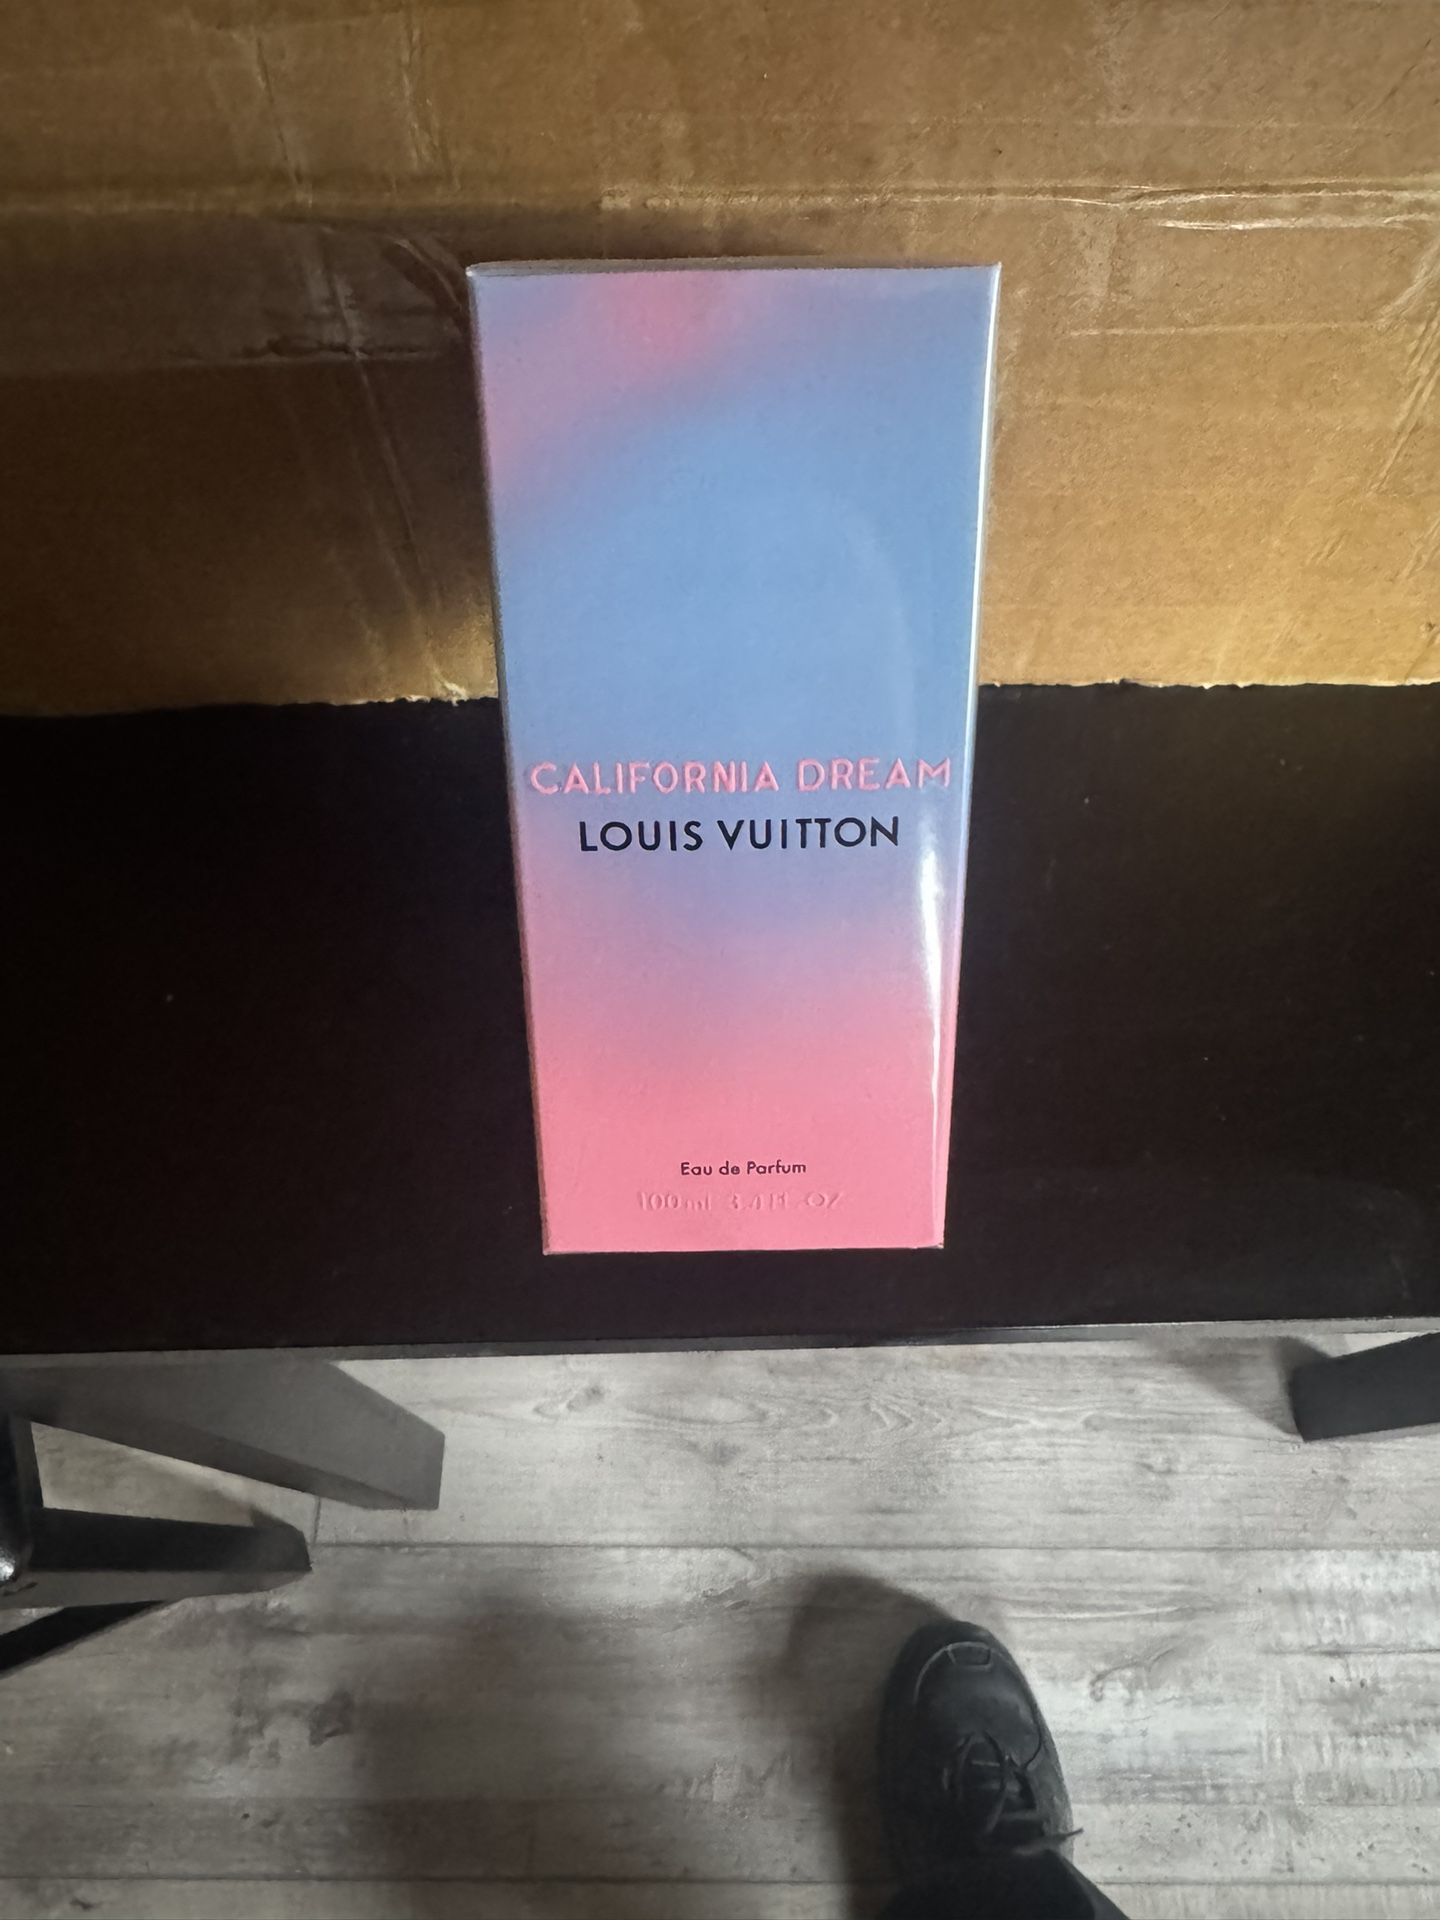 CALIFORNIA DREAM
LOUIS VUITTON
Eau de Parfum
100 ml 3.4 Fl. OZ